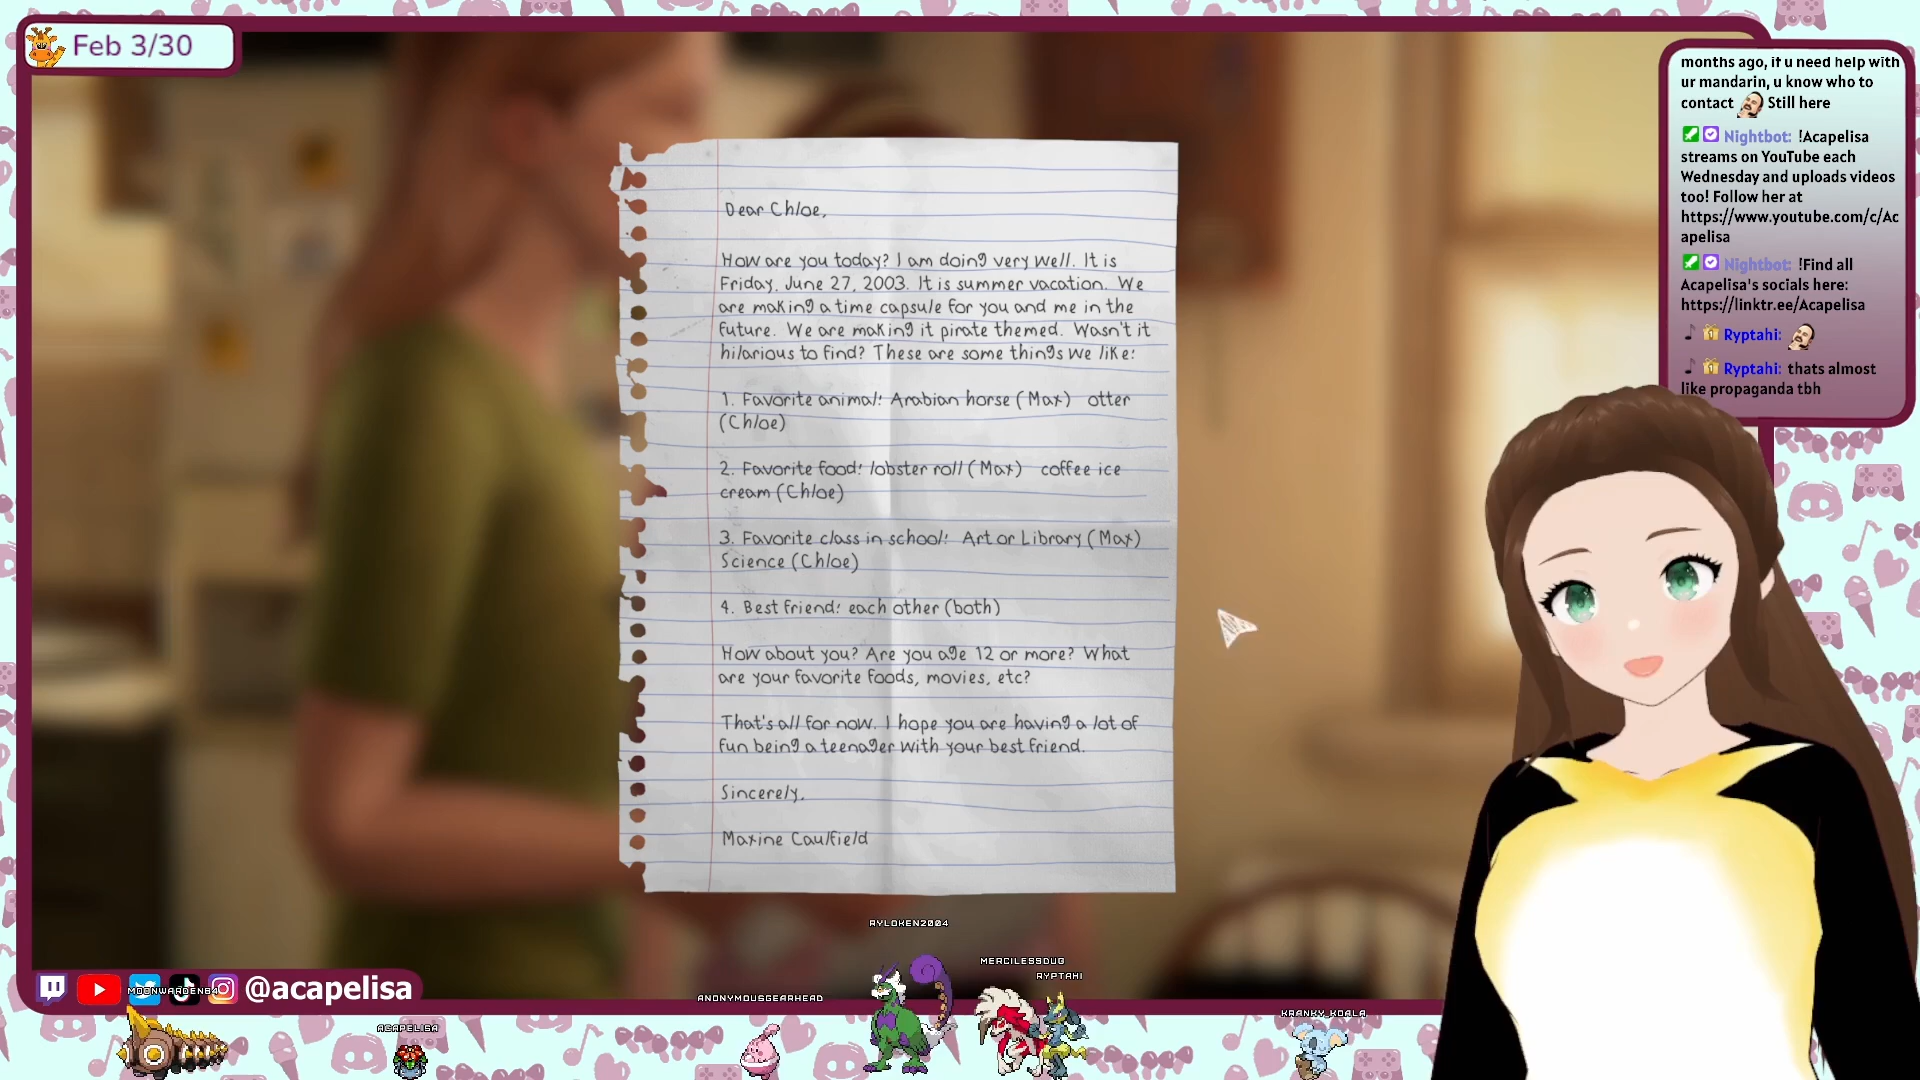 Feb 3/30
months ago, if u need help with
ur mandarin, u know who to
contact Still here
Nightbot: !Acapelisa
streams on YouTube each
Wednesday and uploads videos
too! Follow her at
https://www.youtube.com/c/Ac
apelisa
Nightbot: !Find all
Acapelisa's socials here:
https://linktr.ee/Acapelisa
Ryptahi:
Ryptahi: thats almost
like propaganda tbh
Dear Chloe,
How are you today? I am doing very well. It is
Friday, June 27, 2003. It is summer vacation. We
are making a time capsule for you and me in the
future. We are making it pirate themed. Wasn't it
hilarious to find? These are some things we like:
1. Favorite animal: Arabian horse (Max) otter
(Chloe)
2. Favorite food: lobster roll (Max) coffee ice
cream (Chloe)
3. Favorite class in school: Art or Library (Max)
Science (Chloe)
4. Best friend: each other (both)
How about you? Are you age 12 or more? What
are your favorite foods, movies, etc?
That's all for now. I hope you are having a lot of
fun being a teenager with your best friend.
Sincerely,
Maxine Caulfield
RYLOKEN2004
MERCILESSDUG
RYPTAHI
ANONYMOUSGEARHEAD
MOONWARDEN84
@acapelisa
ACAPELISA
KRANKY_KOALA